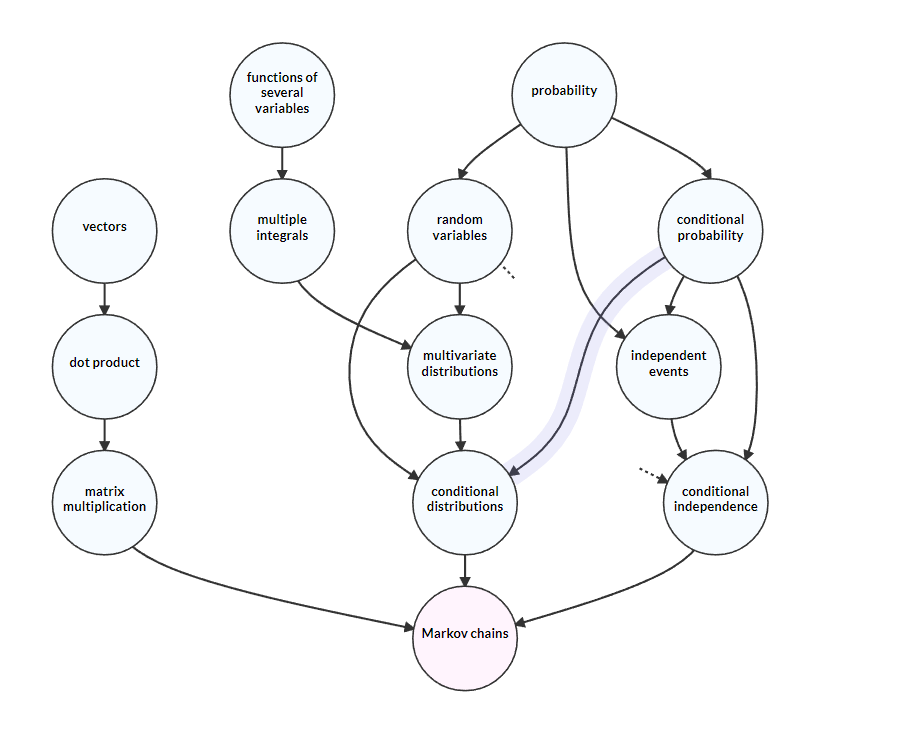 functions of
several
variables
probability
vectors
multiple
integrals
random
variables
conditional
probability
dot product
multivariate
distributions
independent
events
matrix
multiplication
conditional
distributions
conditional
independence
Markov chains